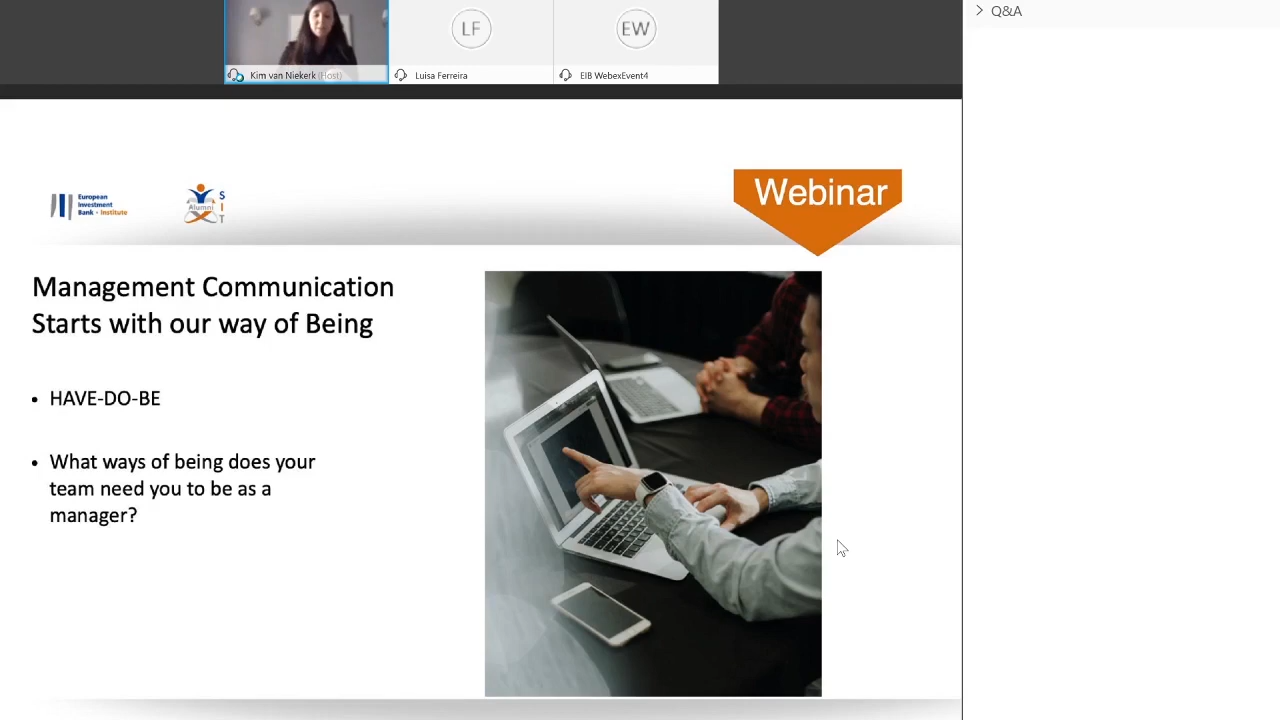 Q&A
LF
EW
Kim van Niekerk (Host)
Luisa Ferreira
EIB WebexEvent4
European
Investment
Bank - Institute
Alumni
S
I
T
Webinar
Management Communication
Starts with our way of Being
• HAVE-DO-BE
• What ways of being does your
team need you to be as a
manager?